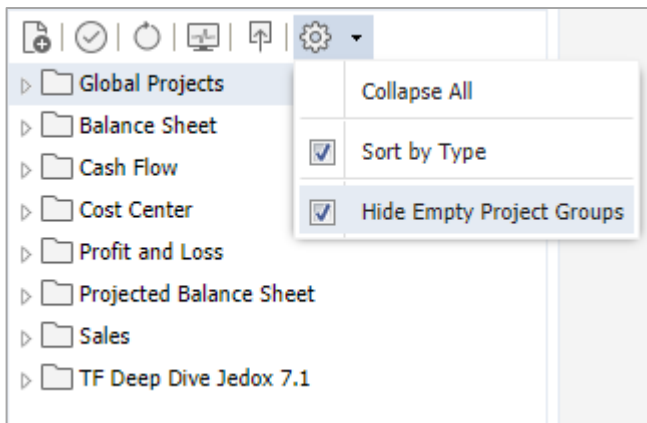 Global Projects
Balance Sheet
Cash Flow
Cost Center
Profit and Loss
Projected Balance Sheet
Sales
TF Deep Dive Jedox 7.1
Collapse All
Sort by Type
Hide Empty Project Groups